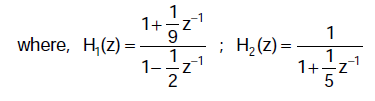 where, H₁(z) = (1 + 1/9 z⁻¹) / (1 − 1/2 z⁻¹) ; H₂(z) = 1 / (1 + 1/5 z⁻¹)